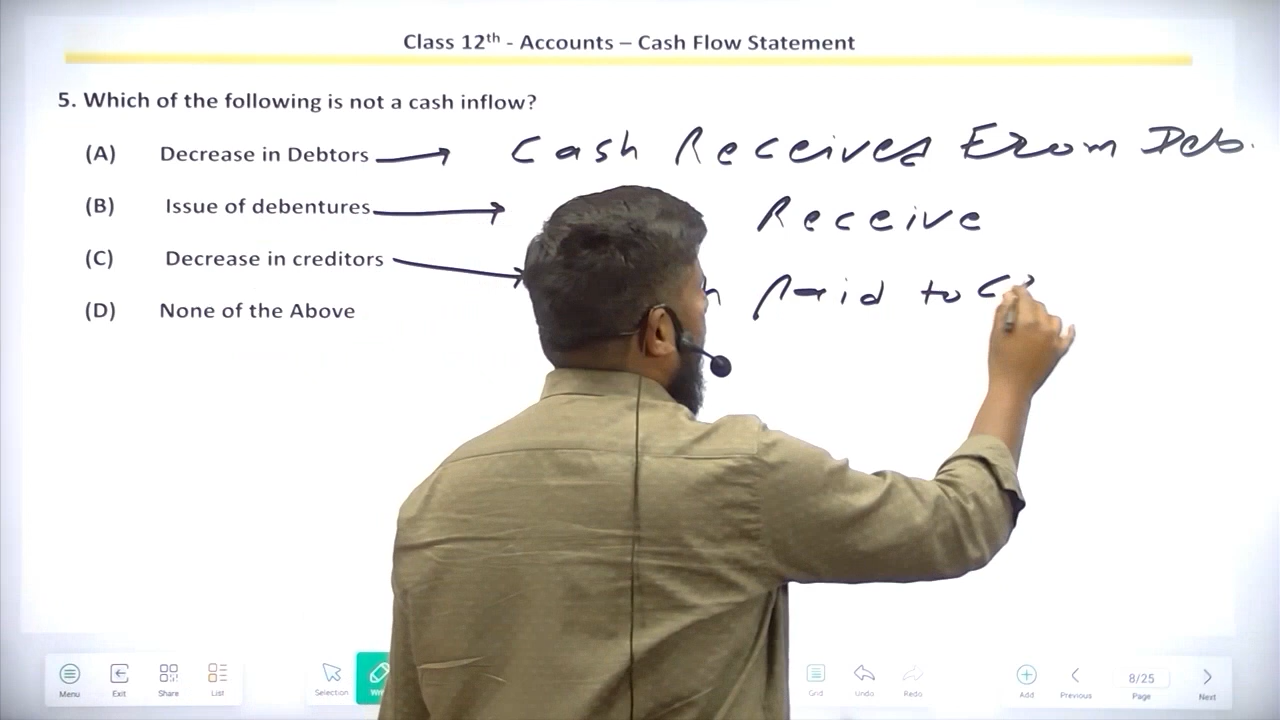 Class 12th - Accounts – Cash Flow Statement
5. Which of the following is not a cash inflow?
(A) Decrease in Debtors Cash Received From Deb.
(B) Issue of debentures Receive
(C) Decrease in creditors Paid to
(D) None of the Above
Menu Exit Share List Selection Grid Undo Redo Add Previous 8/25 Page Next